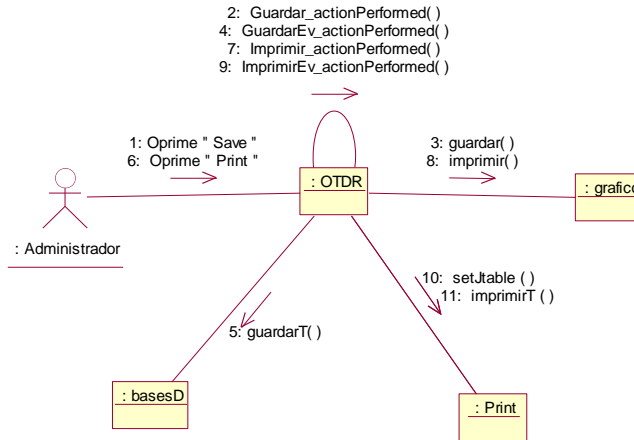 2: Guardar_actionPerformed( )
4: GuardarEv_actionPerformed( )
7: Imprimir_actionPerformed( )
9: ImprimirEv_actionPerformed( )
1: Oprime " Save "
6: Oprime " Print "
3: guardar( )
8: imprimir( )
: OTDR
: grafico
: Administrador
10: setJtable ( )
11: imprimirT ( )
5: guardarT( )
: basesD
: Print